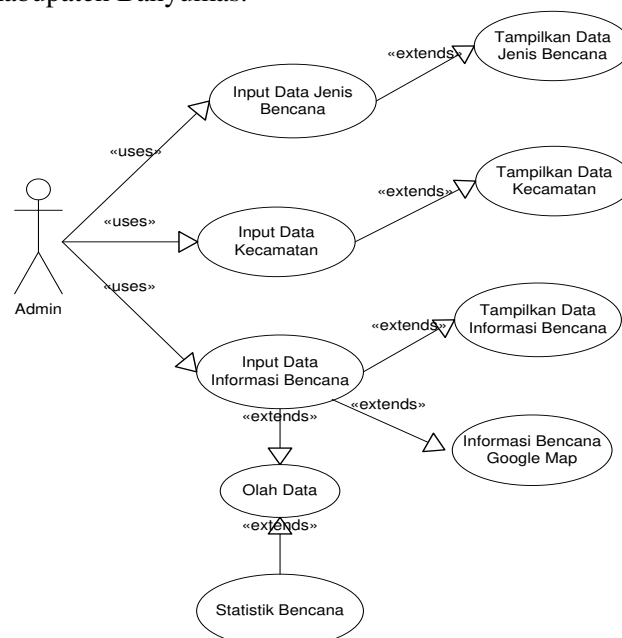 Kabupaten Banyumas.
Tampilkan Data
Jenis Bencana
«extends»
Input Data Jenis
Bencana
«uses»
Tampilkan Data
Kecamatan
«extends»
«uses»
Input Data
Kecamatan
Admin
«uses»
Tampilkan Data
Informasi Bencana
«extends»
Input Data
Informasi Bencana
«extends»
«extends»
Informasi Bencana
Google Map
Olah Data
«extends»
Statistik Bencana